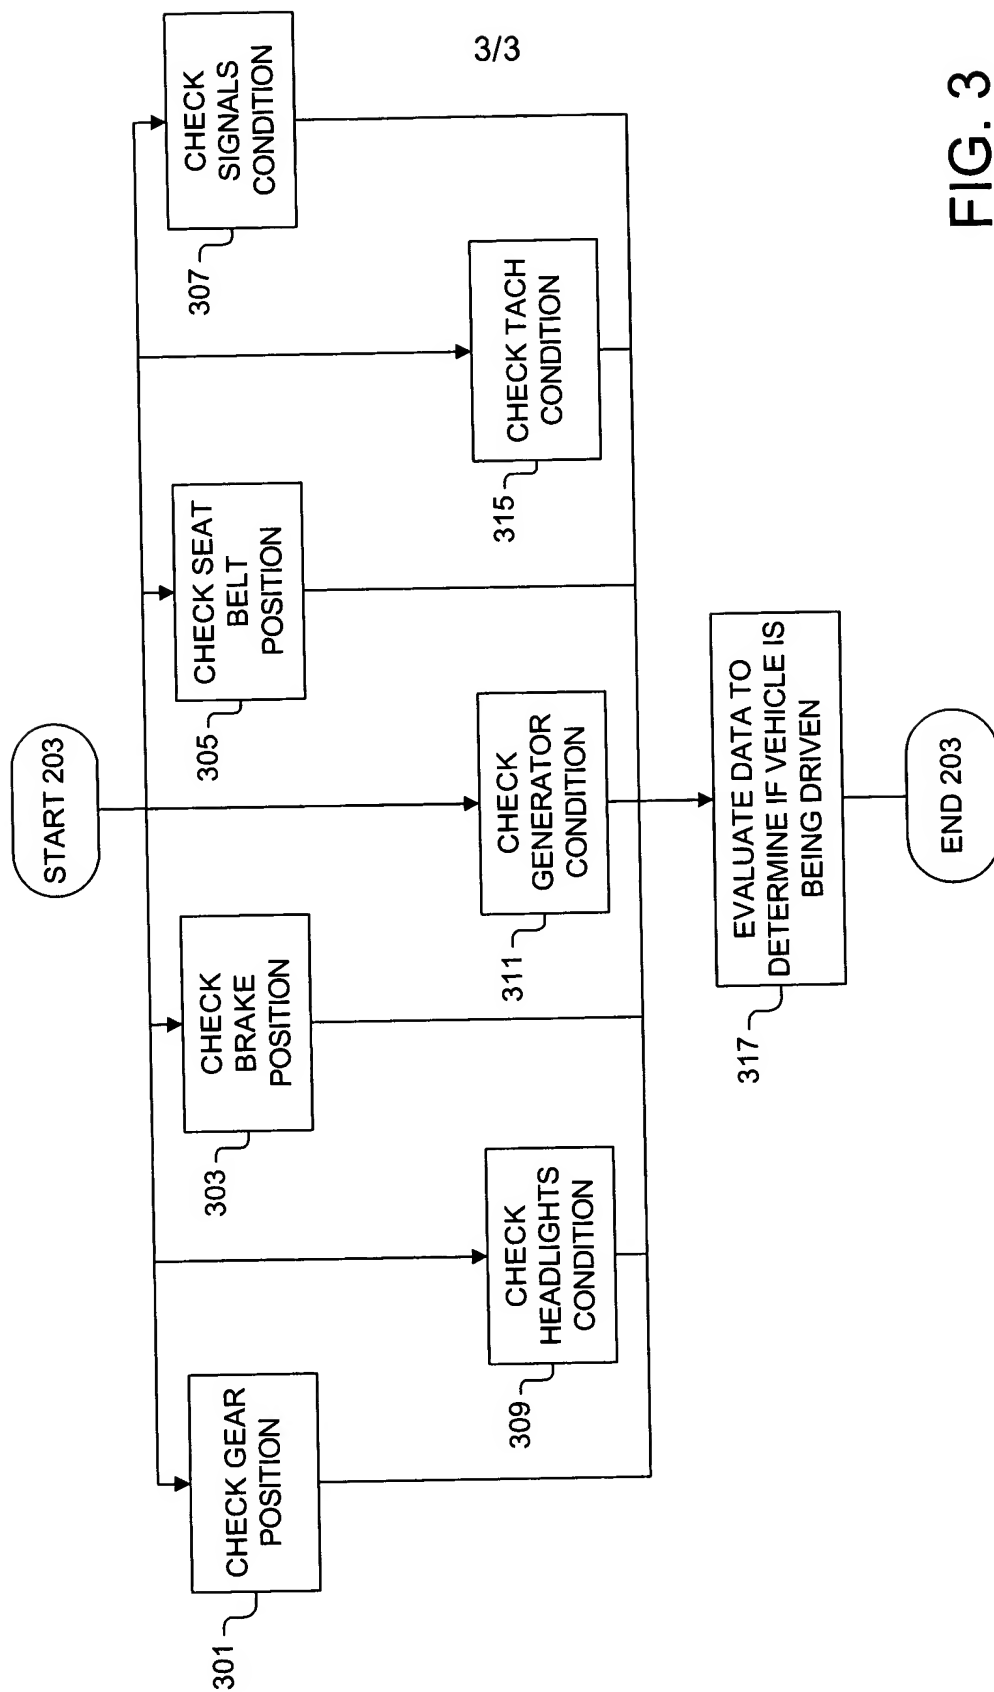 3/3
START 203
CHECK GEAR
POSITION
301
CHECK
BRAKE
POSITION
303
CHECK SEAT
BELT
POSITION
305
CHECK
SIGNALS
CONDITION
307
CHECK
HEADLIGHTS
CONDITION
309
CHECK
GENERATOR
CONDITION
311
CHECK TACH
CONDITION
315
EVALUATE DATA TO
DETERMINE IF VEHICLE IS
BEING DRIVEN
317
END 203
FIG. 3